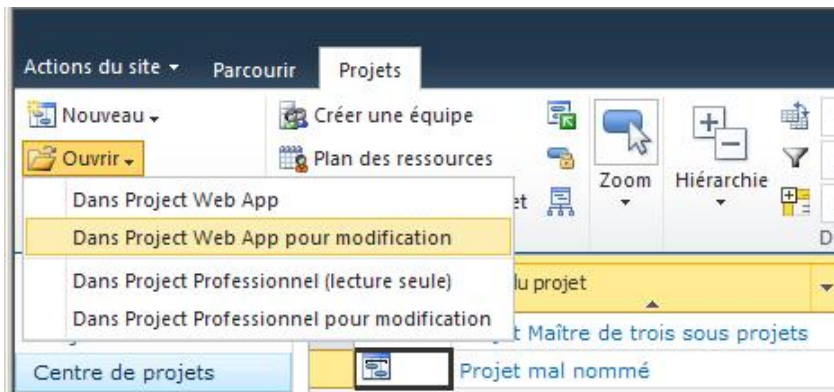 Actions du site Parcourir Projets
Nouveau Créer une équipe
Ouvrir Plan des ressources
Zoom Hiérarchie
Dans Project Web App
Dans Project Web App pour modification
Dans Project Professionnel (lecture seule)
Dans Project Professionnel pour modification
du projet
Maître de trois sous projets
Centre de projets Projet mal nommé